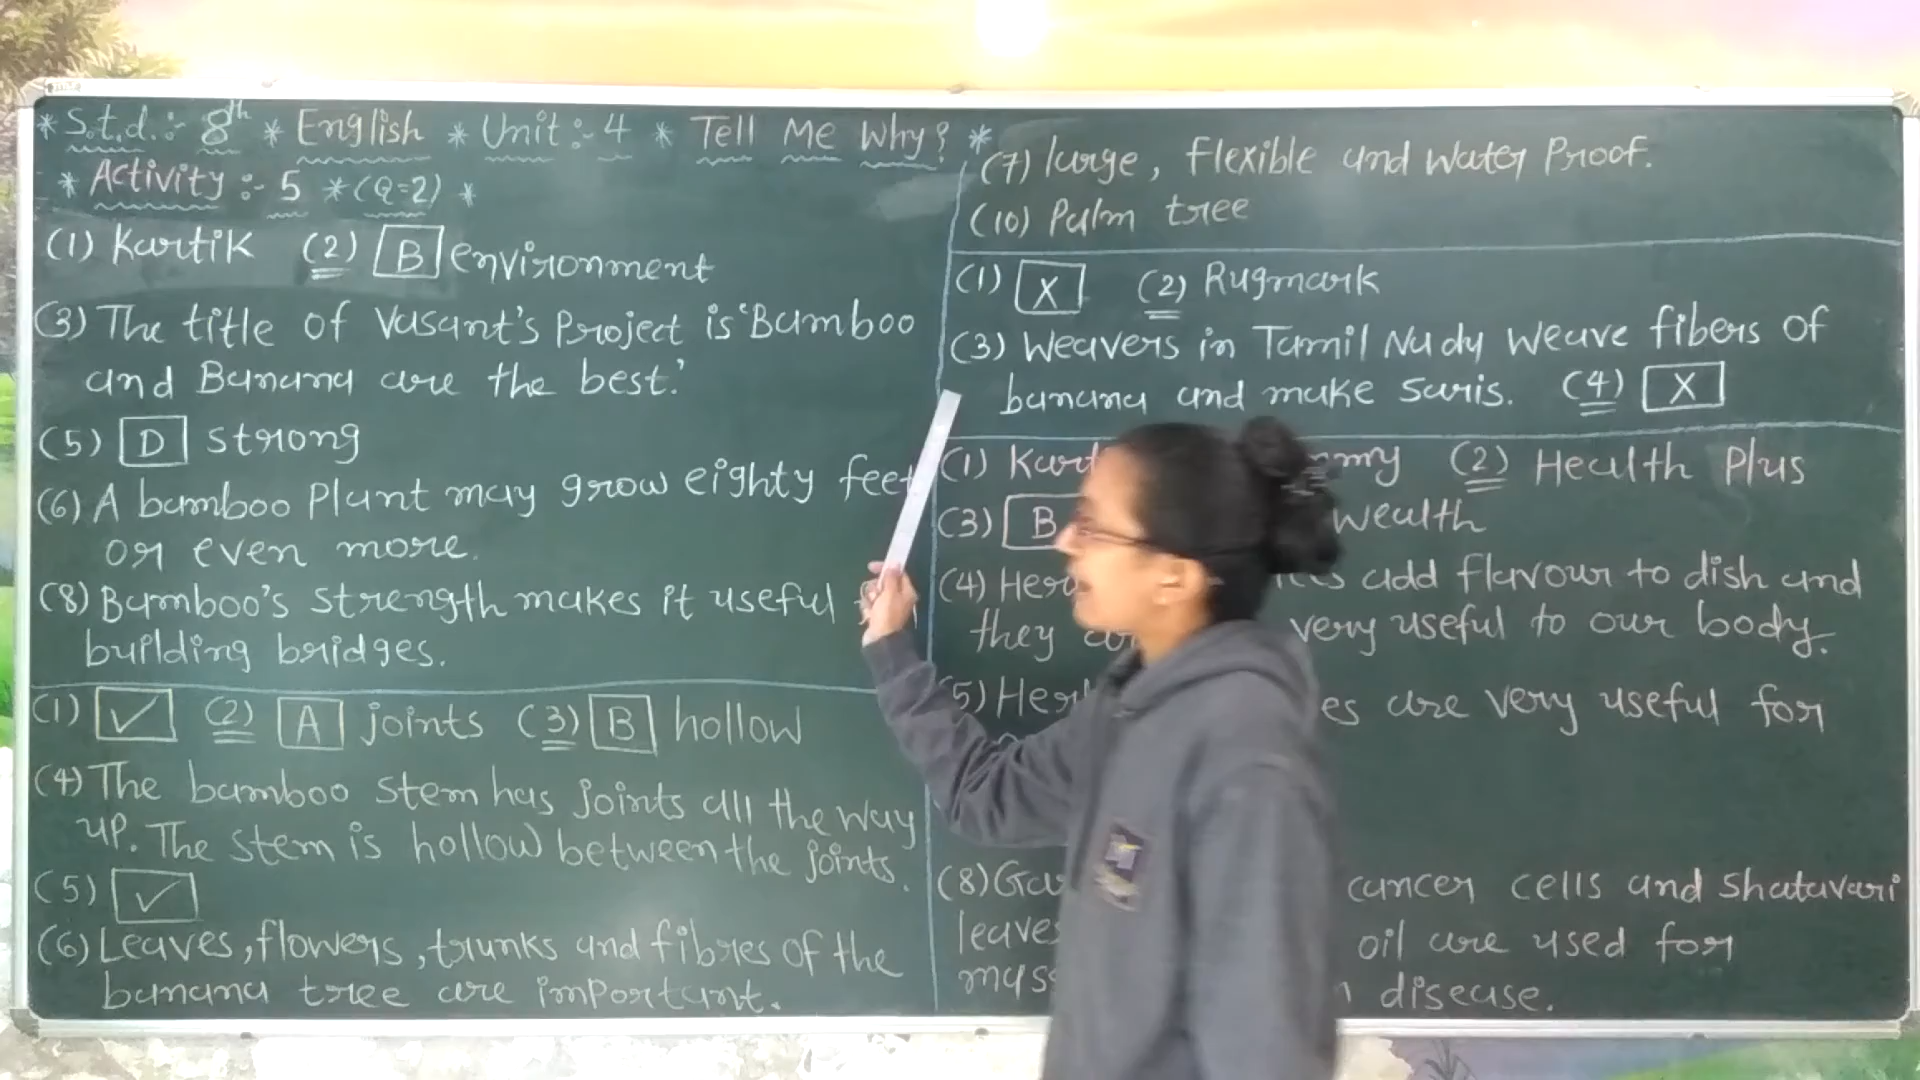 * S.t.d. :- 8th * English * Unit :- 4 * Tell Me Why? *
* Activity :- 5 * (Q=2) *
(1) Kartik (2) B environment
(3) The title of Vasant's Project is 'Bamboo
and Banana are the best.'
(5) D strong
(6) A bamboo Plant may grow eighty feet
or even more.
(8) Bamboo's strength makes it useful
building bridges.
(1) ✓ (2) A joints (3) B hollow
(4) The bamboo stem has joints all the way
up. The stem is hollow between the joints.
(5) ✓
(6) Leaves, flowers, trunks and fibres of the
banana tree are important.
(7) large, flexible and Water Proof.
(10) Palm tree
(1) X (2) Rugmark
(3) Weavers in Tamil Nady weave fibers of
banana and make Saris. (4) X
(1) (2) Health Plus
(3) B wealth
(4) add flavour to dish and
they very useful to our body.
(5) are very useful for
(8) cancer cells and Shatavari
oil are used for
disease.